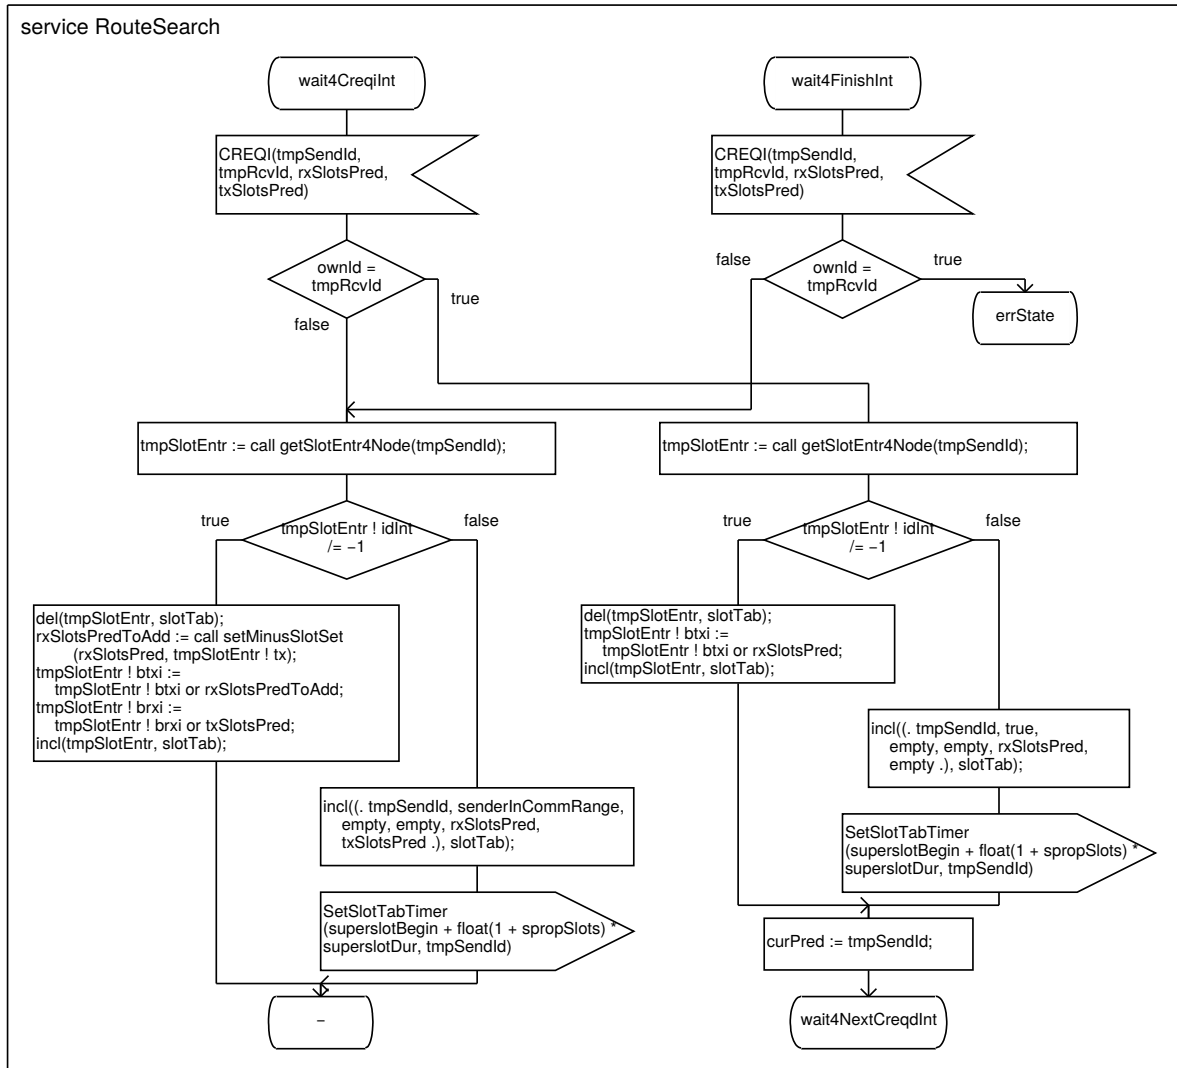 service RouteSearch
wait4CreqiInt
wait4FinishInt
CREQI(tmpSendId,
tmpRcvId, rxSlotsPred,
txSlotsPred)
CREQI(tmpSendId,
tmpRcvId, rxSlotsPred,
txSlotsPred)
ownId =
tmpRcvId
true
false
false
ownId =
tmpRcvId
true
errState
tmpSlotEntr := call getSlotEntr4Node(tmpSendId);
tmpSlotEntr := call getSlotEntr4Node(tmpSendId);
true
tmpSlotEntr ! idInt
/= −1
false
true
tmpSlotEntr ! idInt
/= −1
false
del(tmpSlotEntr, slotTab);
rxSlotsPredToAdd := call setMinusSlotSet
(rxSlotsPred, tmpSlotEntr ! tx);
tmpSlotEntr ! btxi :=
tmpSlotEntr ! btxi or rxSlotsPredToAdd;
tmpSlotEntr ! brxi :=
tmpSlotEntr ! brxi or txSlotsPred;
incl(tmpSlotEntr, slotTab);
del(tmpSlotEntr, slotTab);
tmpSlotEntr ! btxi :=
tmpSlotEntr ! btxi or rxSlotsPred;
incl(tmpSlotEntr, slotTab);
incl((. tmpSendId, true,
empty, empty, rxSlotsPred,
empty .), slotTab);
incl((. tmpSendId, senderInCommRange,
empty, empty, rxSlotsPred,
txSlotsPred .), slotTab);
SetSlotTabTimer
(superslotBegin + float(1 + spropSlots) *
superslotDur, tmpSendId)
SetSlotTabTimer
(superslotBegin + float(1 + spropSlots) *
superslotDur, tmpSendId)
curPred := tmpSendId;
−
wait4NextCreqdInt